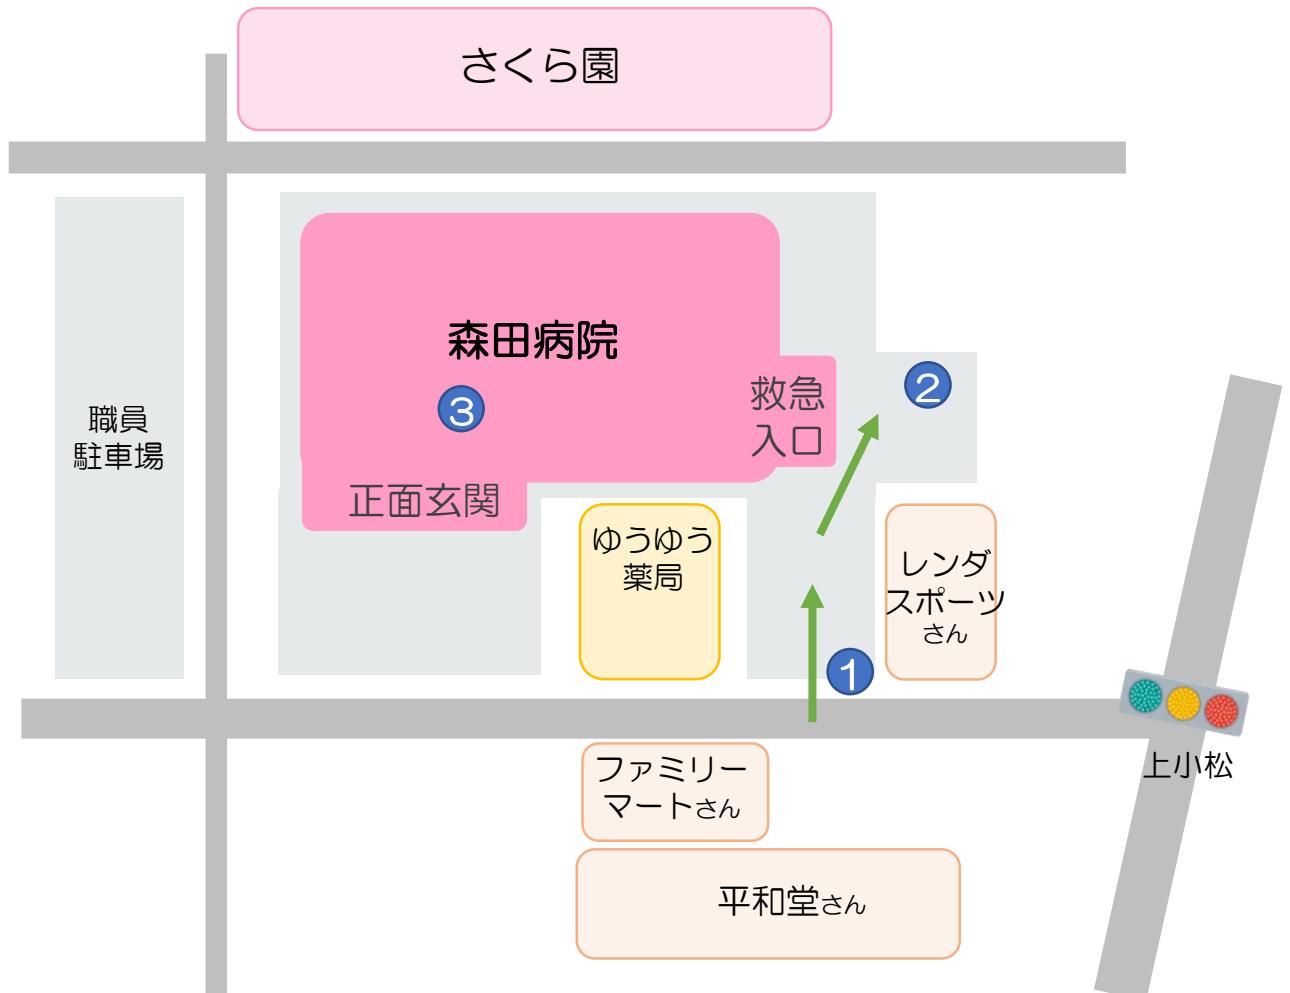 さくら園
森田病院
救急
入口
②
③
職員
駐車場
正面玄関
ゆうゆう
薬局
レンダ
スポーツ
さん
①
上小松
ファミリー
マートさん
平和堂さん